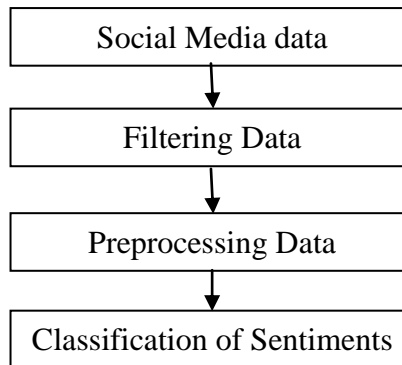 Social Media data
Filtering Data
Preprocessing Data
Classification of Sentiments